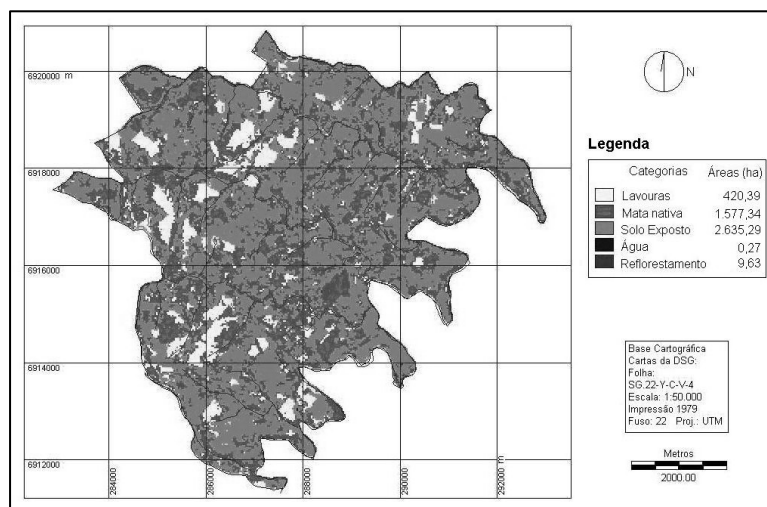 6920000 m
6918000
6916000
6914000
6912000
284000
286000
288000
290000
292000 m
N
Legenda
Categorias Áreas (ha)
Lavouras 420,39
Mata nativa 1.577,34
Solo Exposto 2.635,29
Água 0,27
Reflorestamento 9,63
Base Cartográfica
Cartas da DSG:
Folha:
SG.22-Y-C-V-4
Escala: 1:50.000
Impressão 1979
Fuso: 22 Proj.: UTM
Metros
2000.00